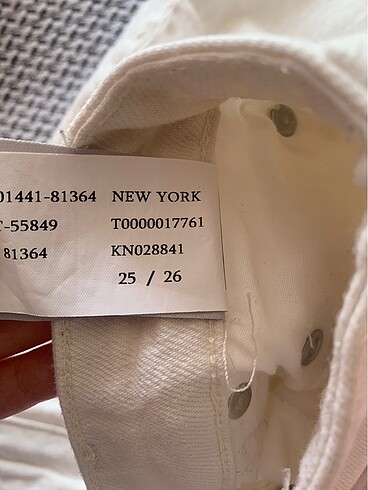 01441-81364 NEW YORK
-55849 T0000017761
81364 KN028841
25 / 26